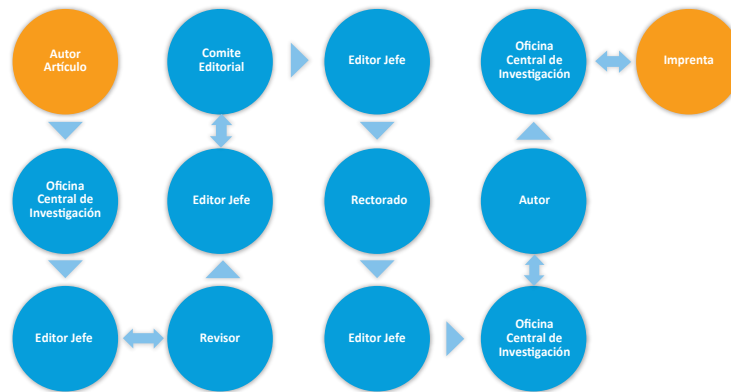 Autor
Artículo
Oficina
Central de
Investigación
Editor Jefe
Revisor
Editor Jefe
Comite
Editorial
Editor Jefe
Rectorado
Editor Jefe
Oficina
Central de
Investigación
Autor
Oficina
Central de
Investigación
Imprenta